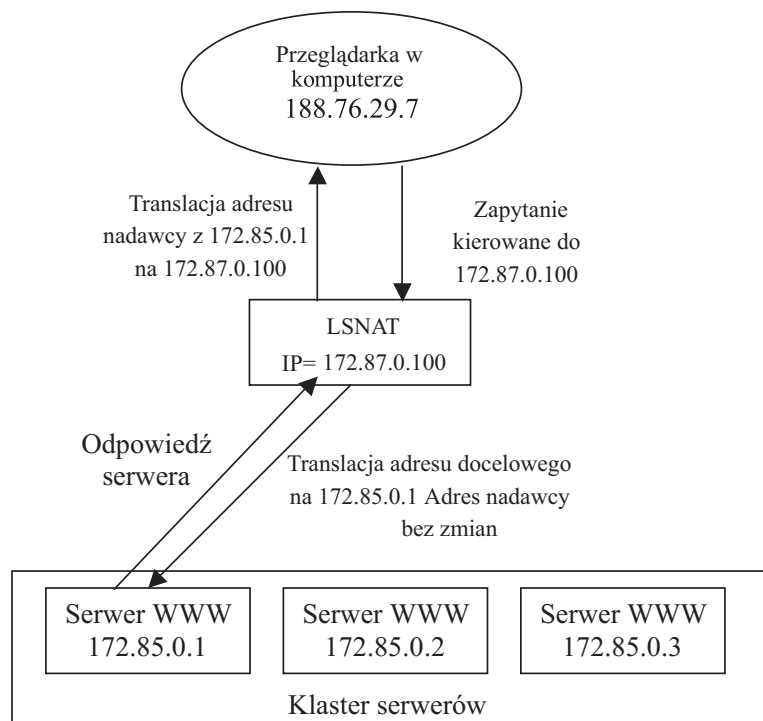 Przeglądarka w
komputerze
188.76.29.7
Translacja adresu
nadawcy z 172.85.0.1
na 172.87.0.100
Zapytanie
kierowane do
172.87.0.100
LSNAT
IP= 172.87.0.100
Odpowiedź
serwera
Translacja adresu docelowego
na 172.85.0.1 Adres nadawcy
bez zmian
Serwer WWW
172.85.0.1
Serwer WWW
172.85.0.2
Serwer WWW
172.85.0.3
Klaster serwerów